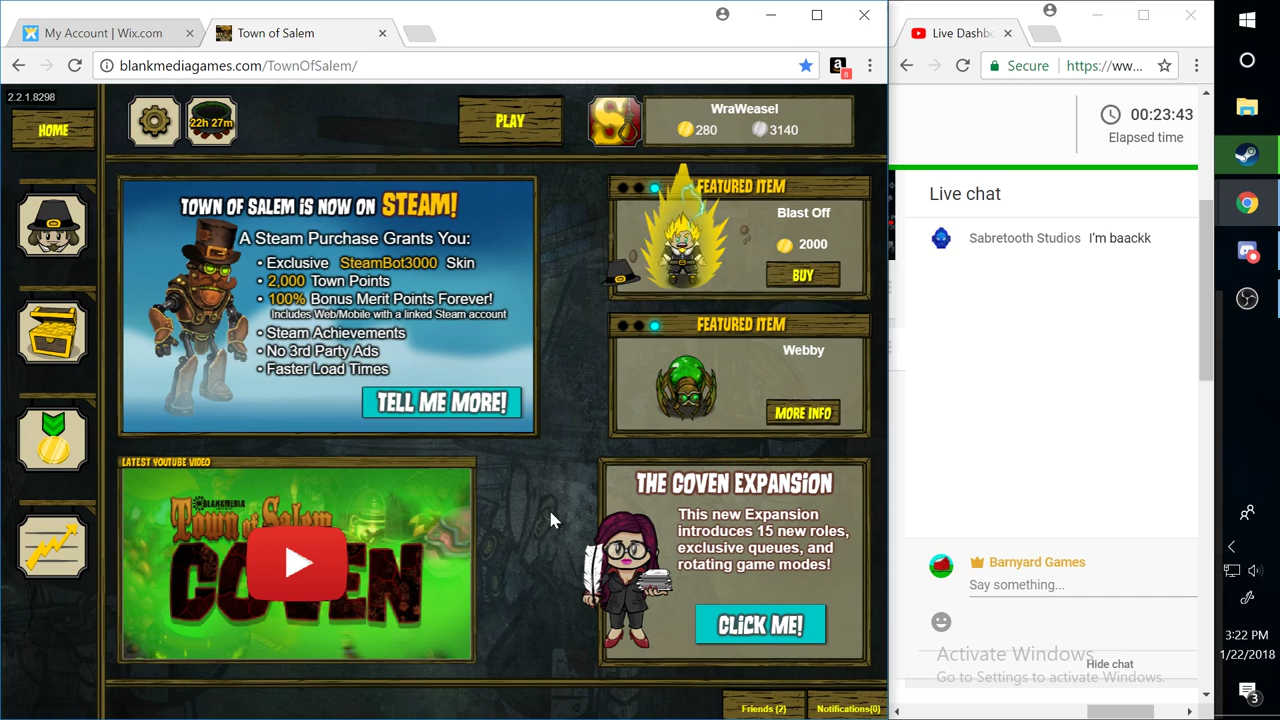 My Account | Wix.com
Town of Salem
blankmediagames.com/TownOfSalem/
8
2.2.1.8298
HOME
22h 27m
PLAY
WraWeasel
280
3140
TOWN OF SALEM IS NOW ON STEAM!
A Steam Purchase Grants You:
• Exclusive SteamBot3000 Skin
• 2,000 Town Points
• 100% Bonus Merit Points Forever!
Includes Web/Mobile with a linked Steam account
• Steam Achievements
• No 3rd Party Ads
• Faster Load Times
TELL ME MORE!
FEATURED ITEM
Blast Off
2000
BUY
FEATURED ITEM
Webby
MORE INFO
LATEST YOUTUBE VIDEO
BLANKMEDIA
Town of Salem
COVEN
THE COVEN EXPANSION
This new Expansion
introduces 15 new roles,
exclusive queues, and
rotating game modes!
CLICK ME!
Friends (2)
Notifications(0)
Live Dashbo
Secure
https://ww...
00:23:43
Elapsed time
Live chat
Sabretooth Studios I'm baackk
Barnyard Games
Say something...
Activate Windows
Hide chat
Go to Settings to activate Windows.
3:22 PM
1/22/2018
3